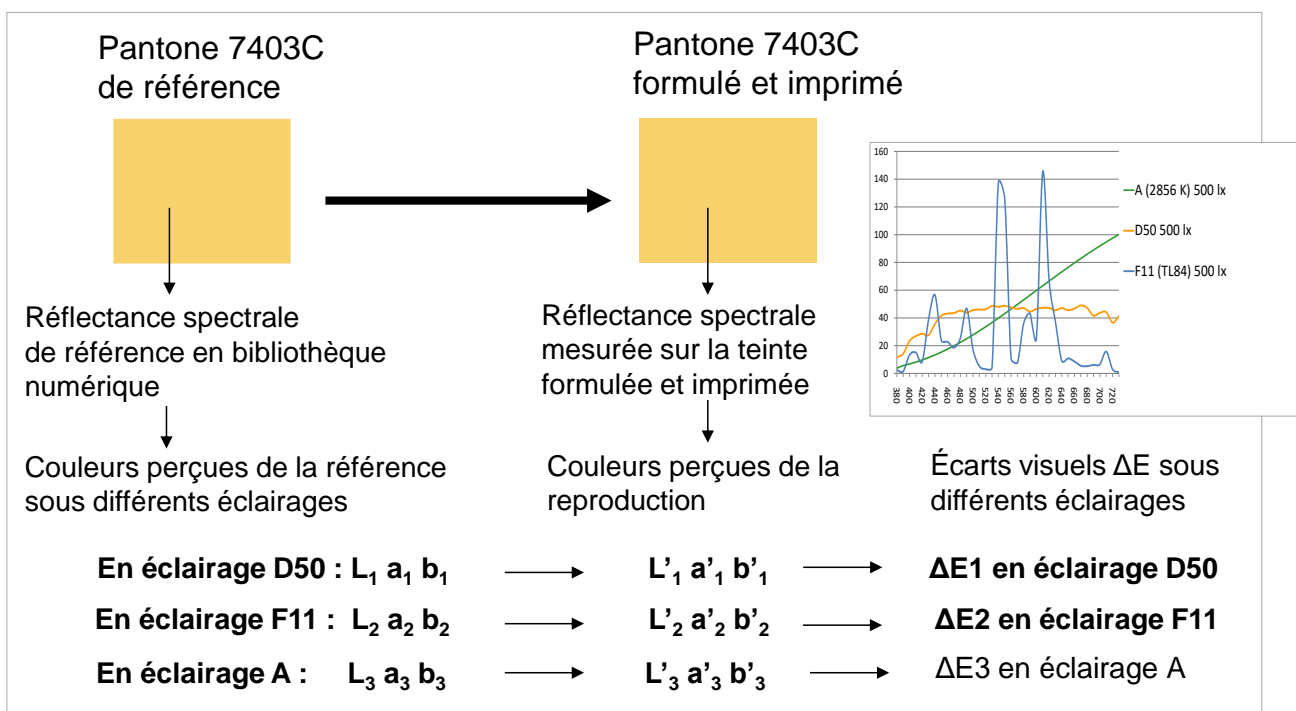 Pantone 7403C
de référence
Pantone 7403C
formulé et imprimé
160
140
120
100
80
60
40
20
0
380
400
420
440
460
480
500
520
540
560
580
600
620
640
660
680
700
720
A (2856 K) 500 lx
D50 500 lx
F11 (TL84) 500 lx
Réflectance spectrale
de référence en bibliothèque
numérique
Réflectance spectrale
mesurée sur la teinte
formulée et imprimée
Couleurs perçues de la référence
sous différents éclairages
Couleurs perçues de la
reproduction
Écarts visuels ΔE sous
différents éclairages
En éclairage D50 : L₁ a₁ b₁ L’₁ a’₁ b’₁ ΔE1 en éclairage D50
En éclairage F11 : L₂ a₂ b₂ L’₂ a’₂ b’₂ ΔE2 en éclairage F11
En éclairage A : L₃ a₃ b₃ L’₃ a’₃ b’₃ ΔE3 en éclairage A